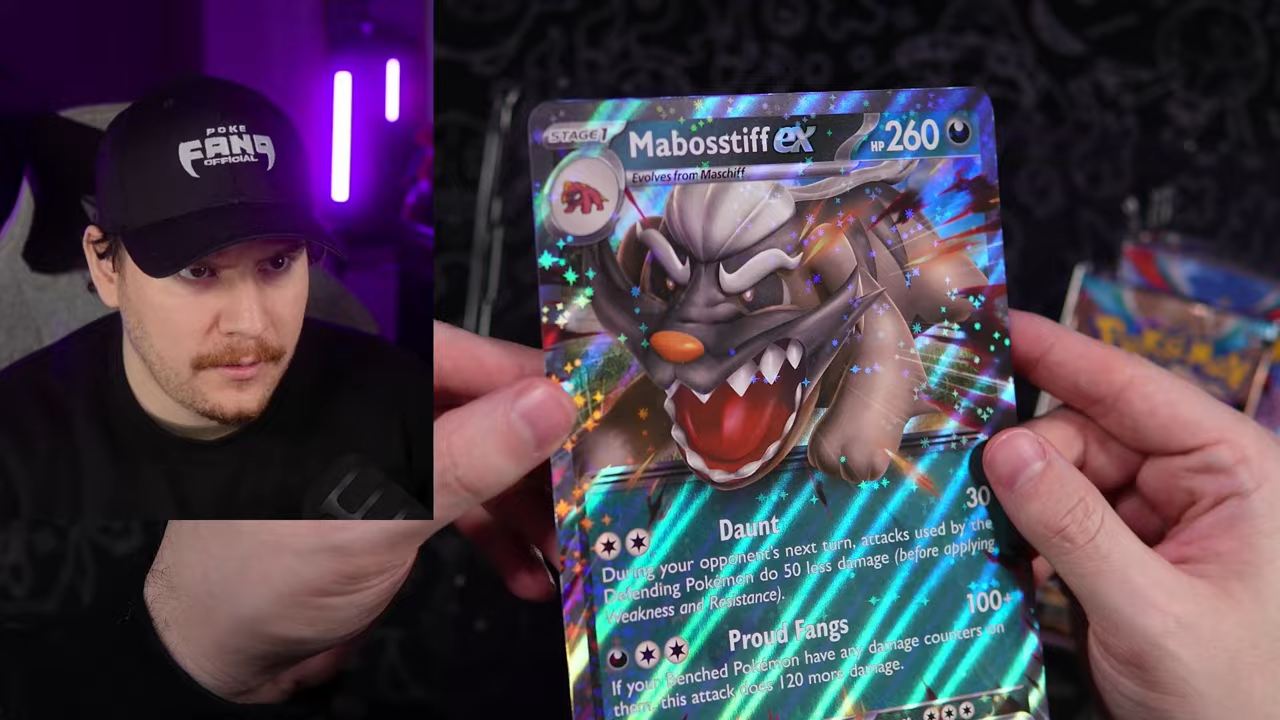 POKE
FANG
OFFICIAL
STAGE 1
Mabosstiff ex
HP 260
Evolves from Maschiff
Daunt
30
During your opponent's next turn, attacks used by the
Defending Pokémon do 50 less damage (before applying
Weakness and Resistance).
Proud Fangs
100+
If your Benched Pokémon have any damage counters on
them, this attack does 120 more damage.
Pokémon